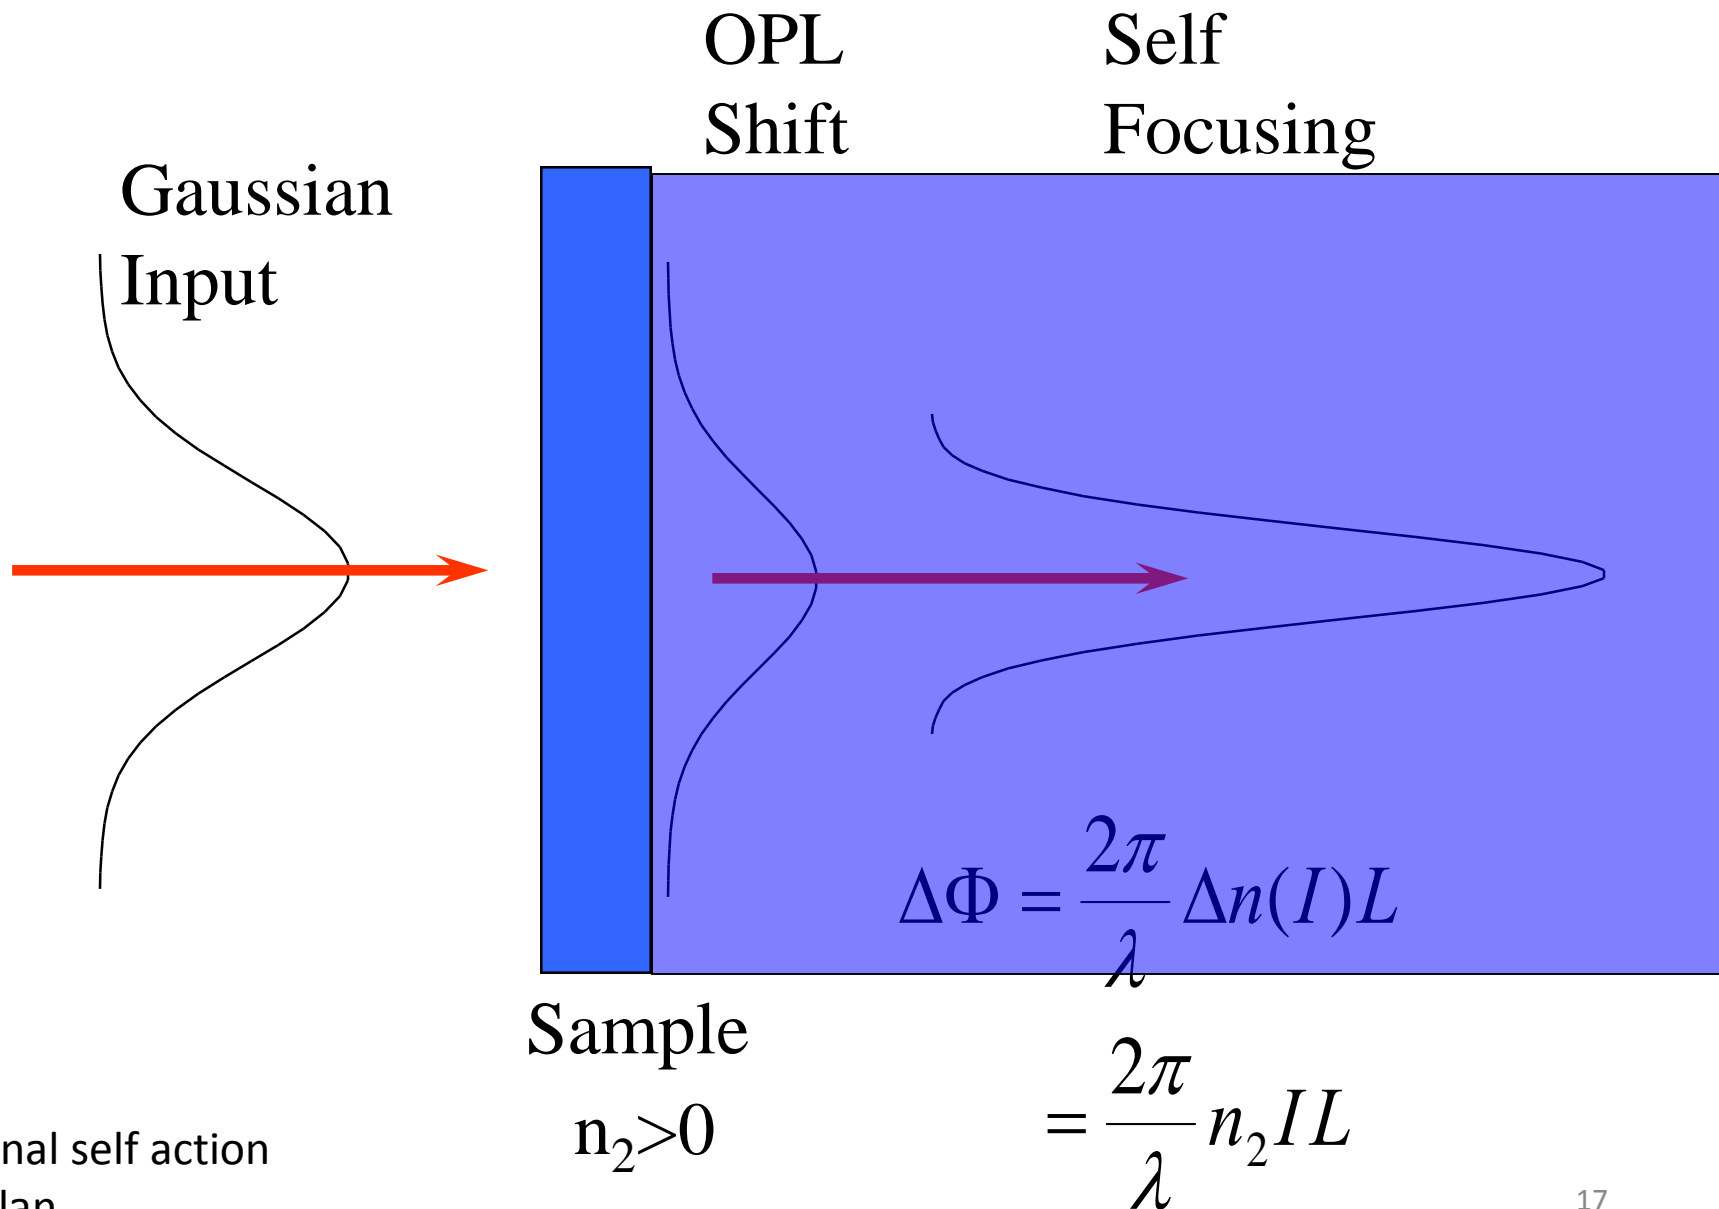 OPL
Shift
Self
Focusing
Gaussian
Input
ΔΦ = 2π/λ Δn(I)L
= 2π/λ n₂IL
Sample
n₂>0
nal self action
17